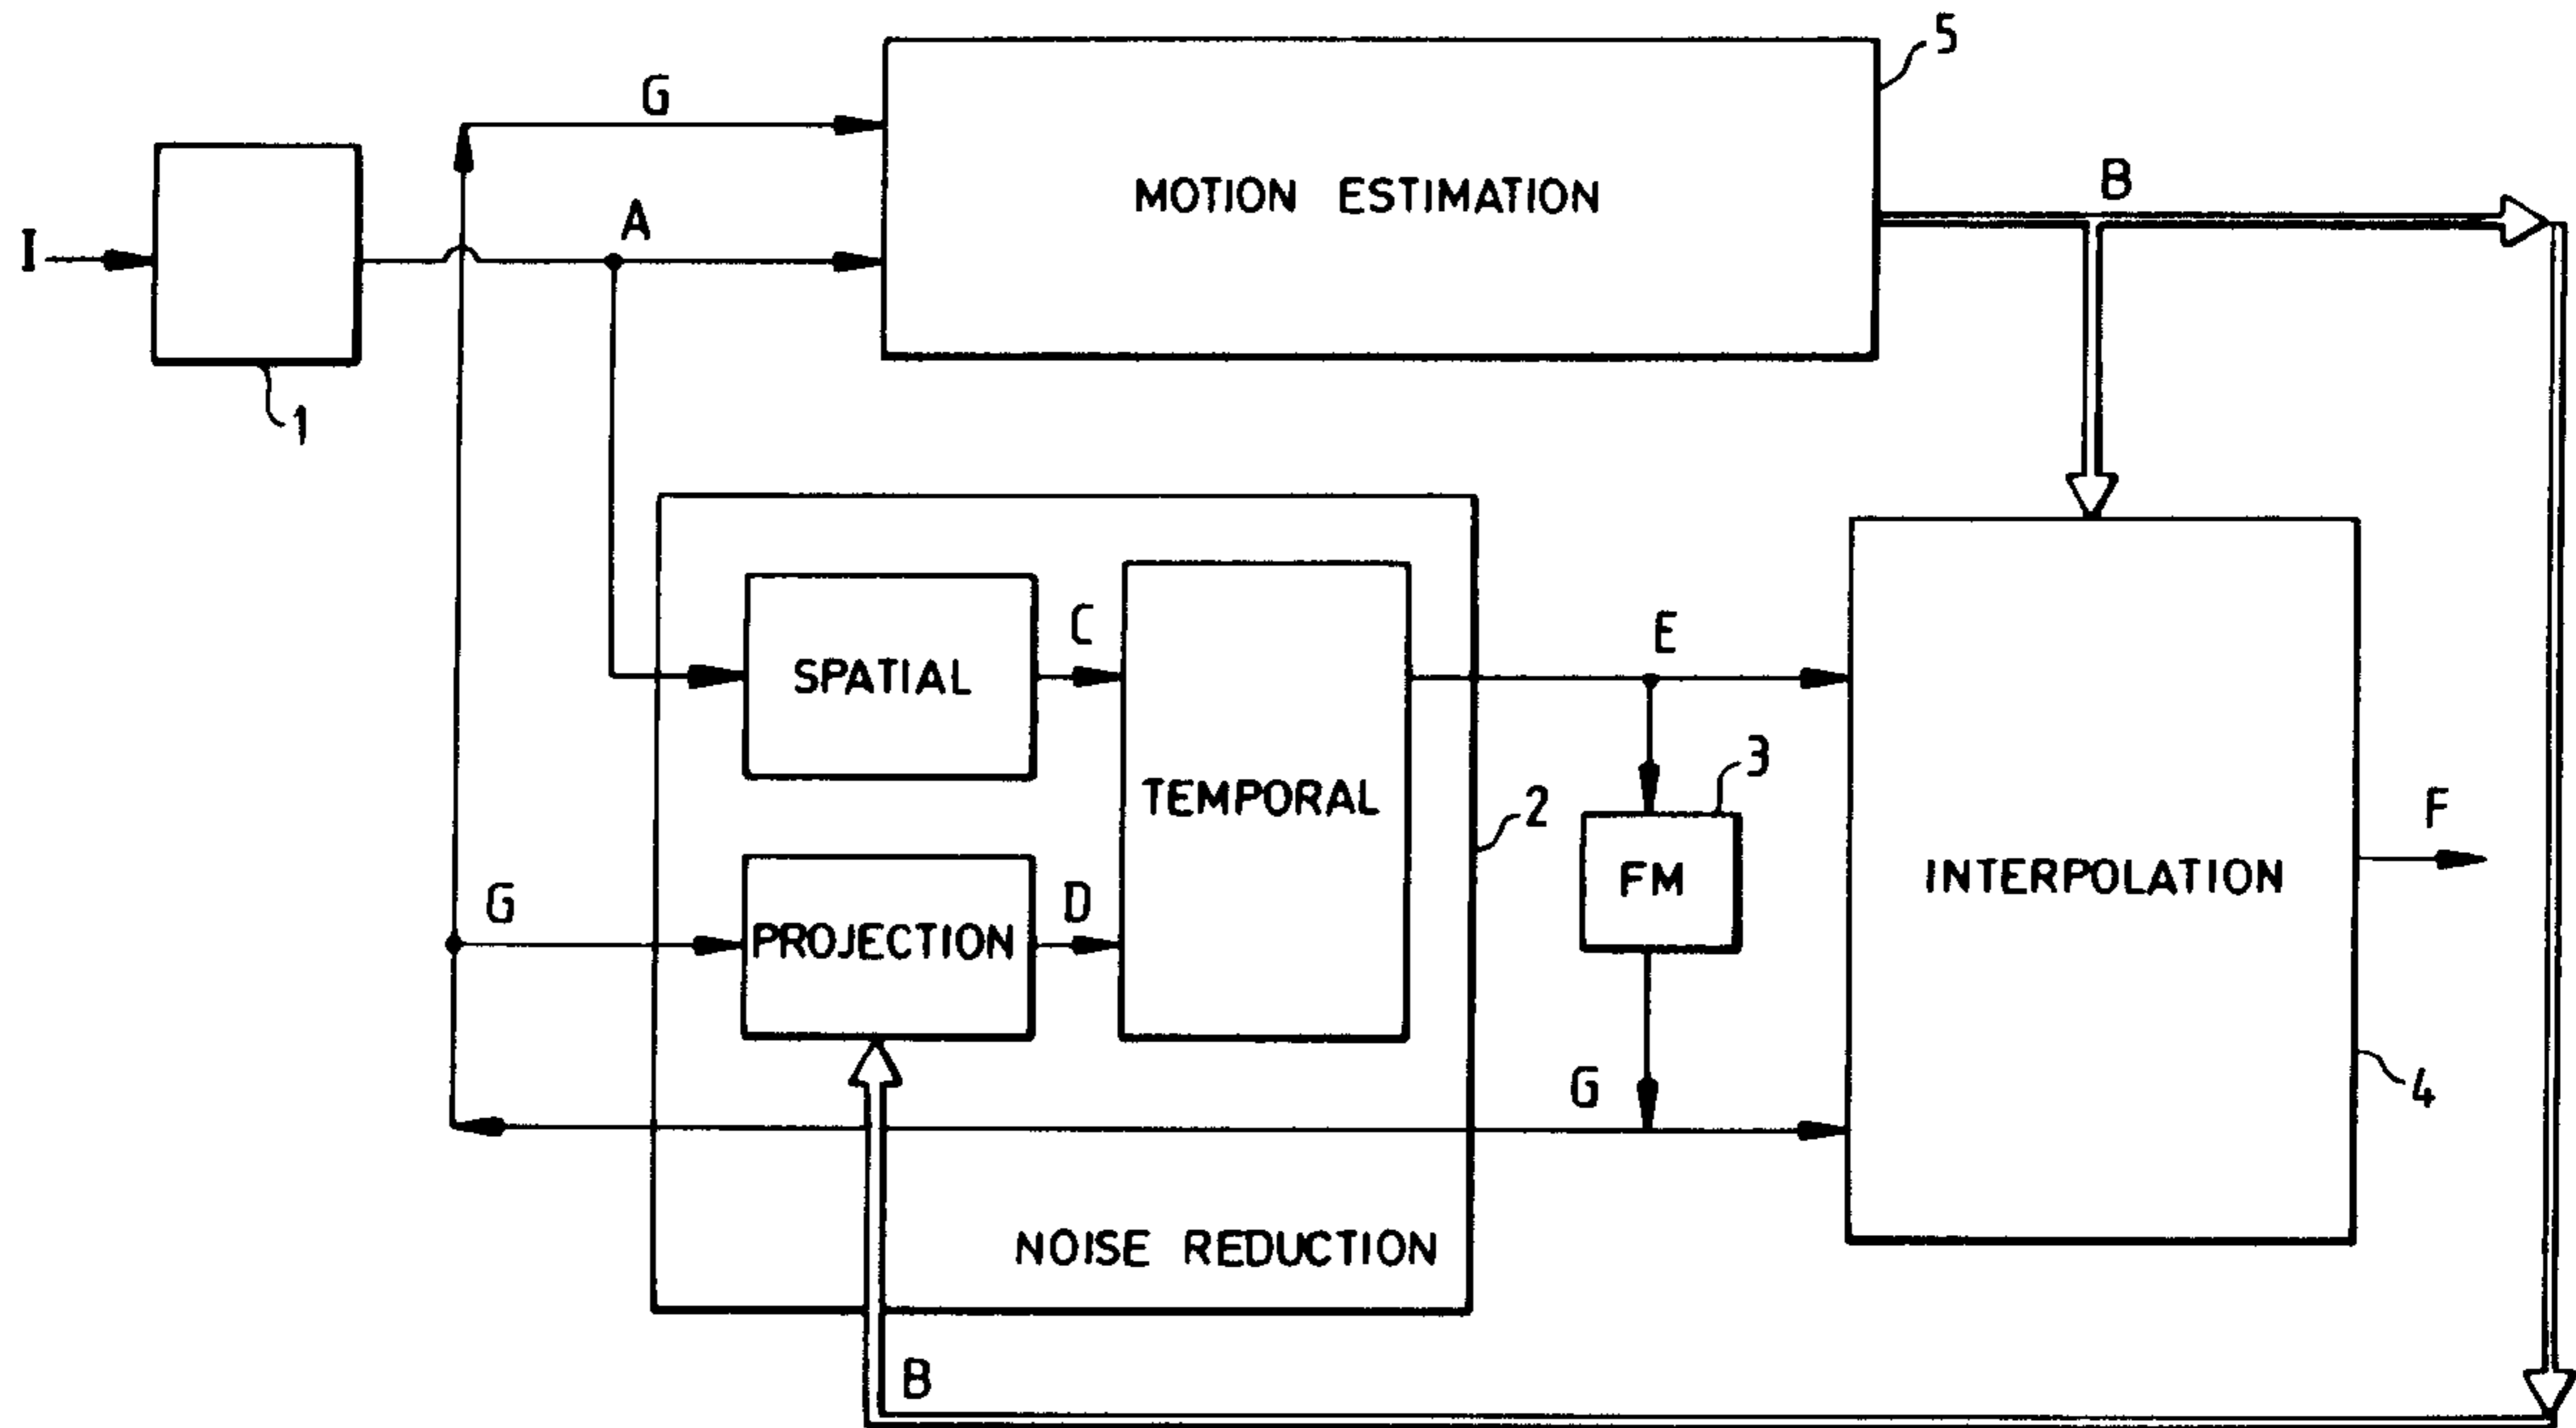 5
G
MOTION ESTIMATION
B
A
I
1
C
E
SPATIAL
3
TEMPORAL
2
F
FM
INTERPOLATION
G
D
PROJECTION
G
4
NOISE REDUCTION
B